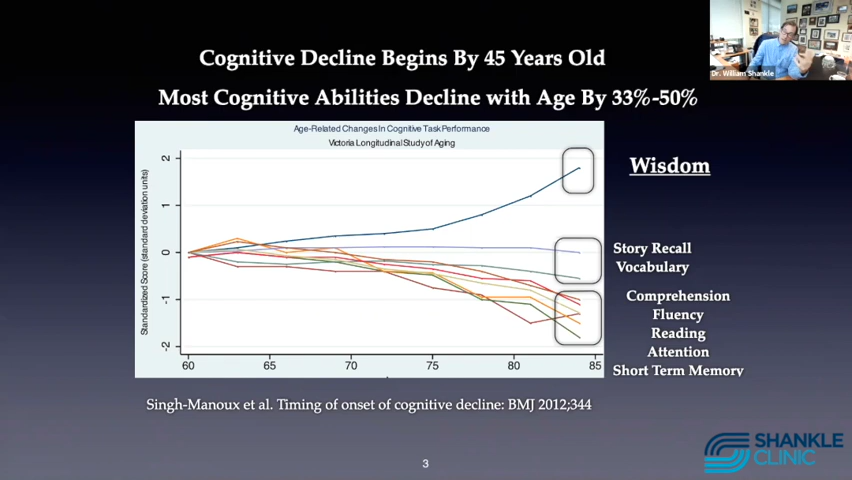 Cognitive Decline Begins By 45 Years Old
Most Cognitive Abilities Decline with Age By 33%-50%
Dr. William Shankle
Age-Related Changes In Cognitive Task Performance
Victoria Longitudinal Study of Aging
Standardized Score (standard deviation units)
2
1
0
-1
-2
60
65
70
75
80
85
Wisdom
Story Recall
Vocabulary
Comprehension
Fluency
Reading
Attention
Short Term Memory
Singh-Manoux et al. Timing of onset of cognitive decline: BMJ 2012;344
3
SHANKLE
CLINIC